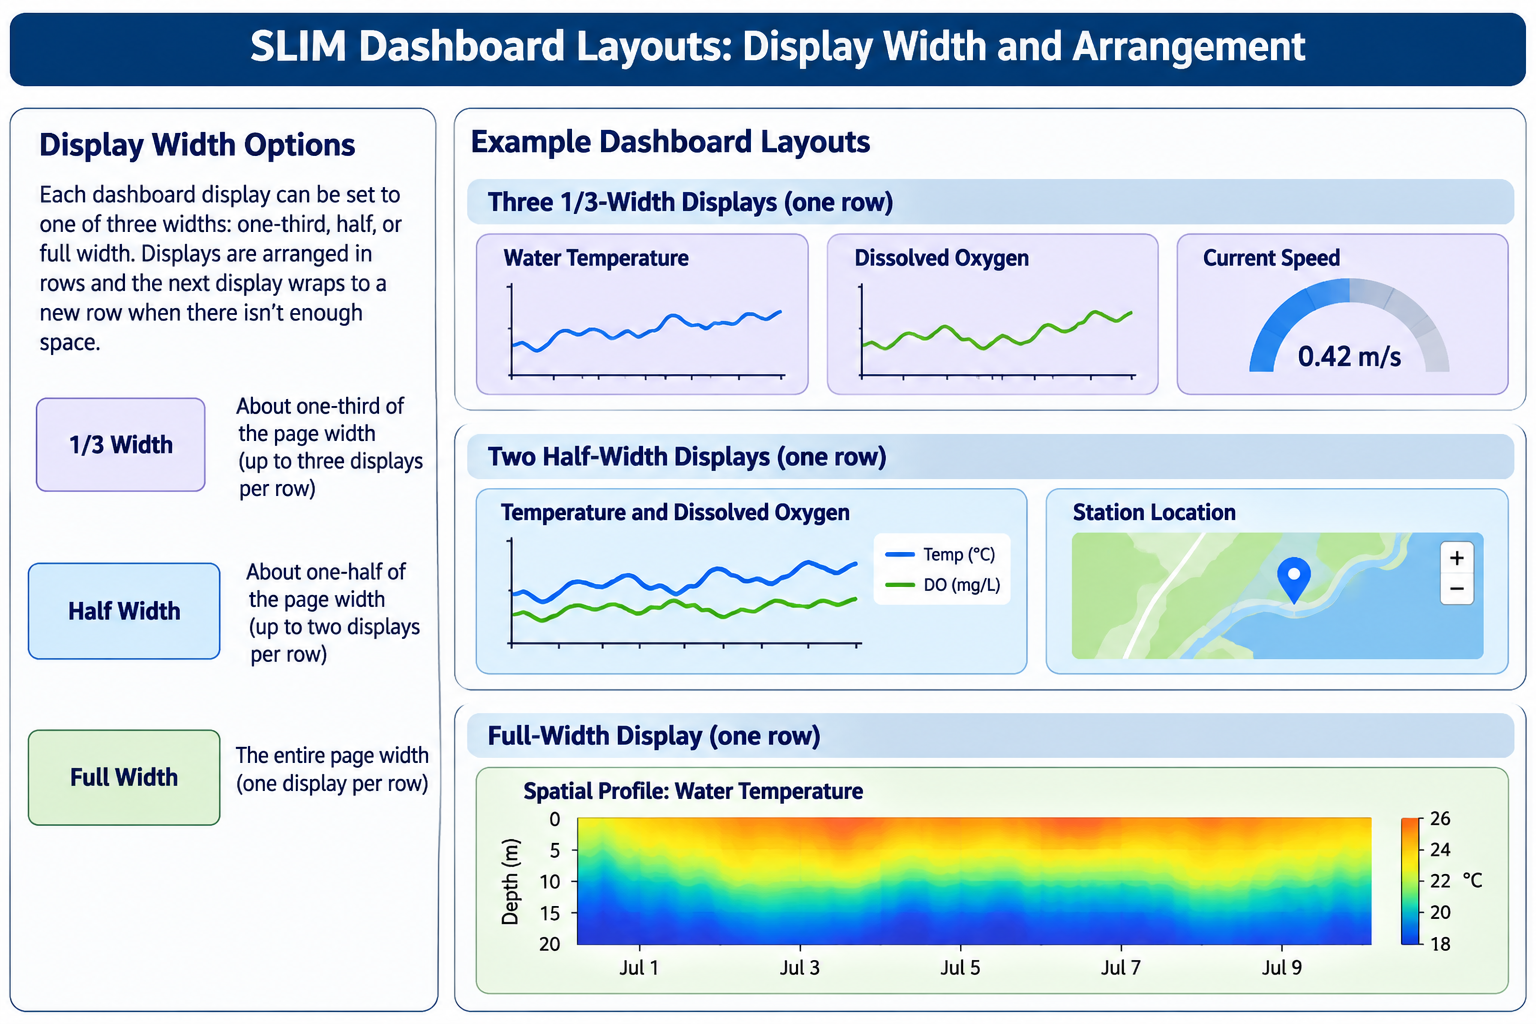 SLIM Dashboard Layouts: Display Width and Arrangement
Display Width Options
Each dashboard display can be set to
one of three widths: one-third, half, or
full width. Displays are arranged in
rows and the next display wraps to a
new row when there isn’t enough
space.
1/3 Width
About one-third of
the page width
(up to three displays
per row)
Half Width
About one-half of
the page width
(up to two displays
per row)
Full Width
The entire page width
(one display per row)
Example Dashboard Layouts
Three 1/3-Width Displays (one row)
Water Temperature
Dissolved Oxygen
Current Speed
0.42 m/s
Two Half-Width Displays (one row)
Temperature and Dissolved Oxygen
Temp (°C)
DO (mg/L)
Station Location
+
−
Full-Width Display (one row)
Spatial Profile: Water Temperature
Depth (m)
0
5
10
15
20
Jul 1
Jul 3
Jul 5
Jul 7
Jul 9
26
24
22
20
18
°C